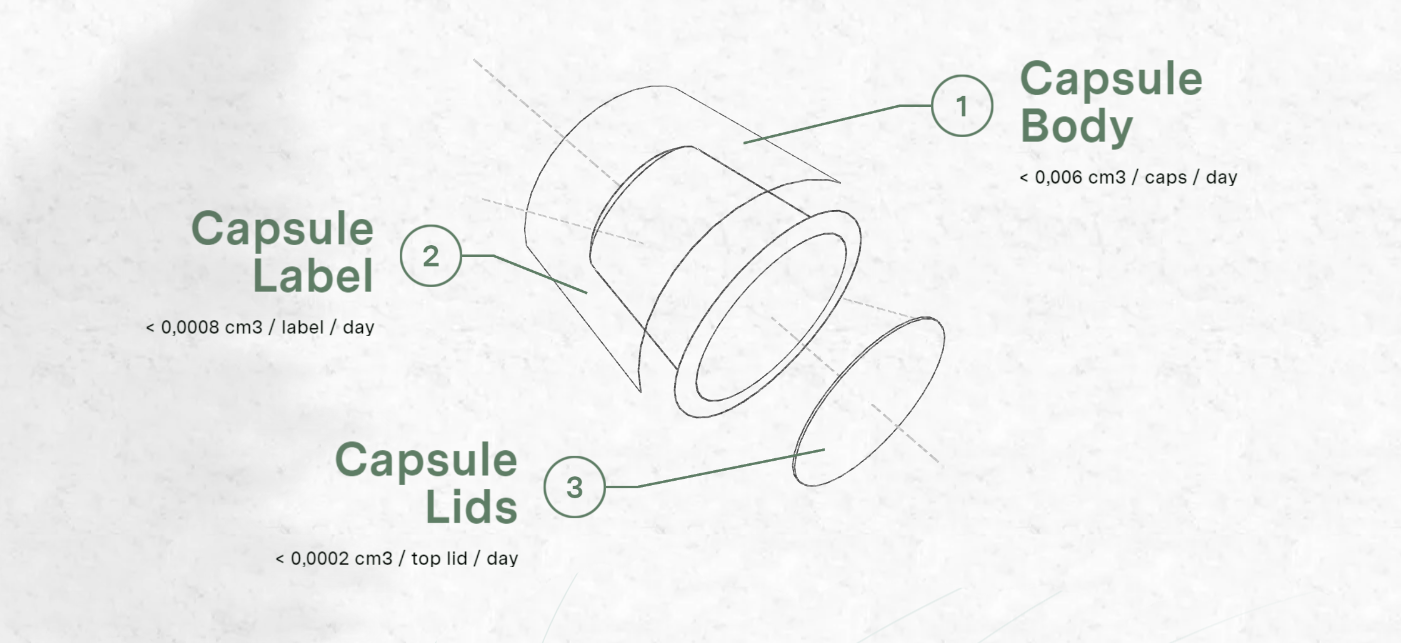 1
Capsule
Body
< 0,006 cm3 / caps / day
Capsule
Label
2
< 0,0008 cm3 / label / day
Capsule
Lids
3
< 0,0002 cm3 / top lid / day